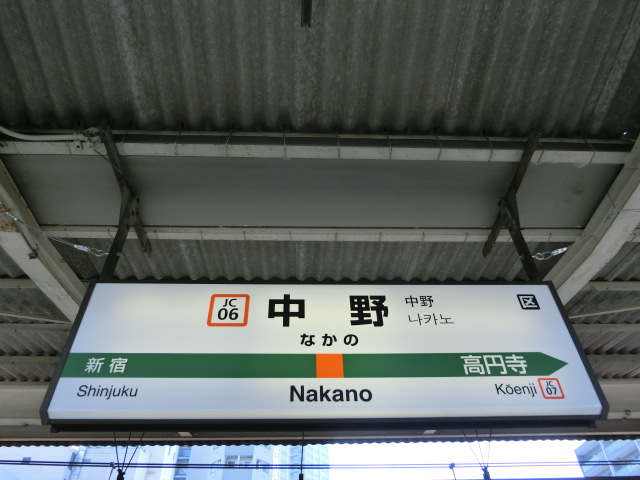 JC
06
中野
中野
나카노
区
なかの
新宿
高円寺
Shinjuku
Nakano
Kōenji
JC
07